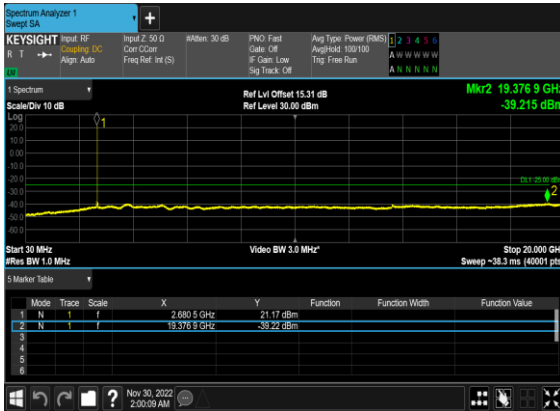 Spectrum Analyzer 1
Swept SA
+
KEYSIGHT Input: RF Input Z: 50 Ω #Atten: 30 dB PNO: Fast Avg Type: Power (RMS) 1 2 3 4 5 6
R T Coupling: DC Corr CCorr Gate: Off Avg|Hold: 100/100 A W W W W W
Align: Auto Freq Ref: Int (S) IF Gain: Low Trig: Free Run
Sig Track: Off A N N N N N
1 Spectrum Ref Lvl Offset 15.31 dB Mkr2 19.376 9 GHz
Scale/Div 10 dB Ref Level 30.00 dBm -39.215 dBm
Log
1
20.0
10.0
0.00
-10.0
-20.0
DL1 -25.00 dBm
-30.0
2
-40.0
-50.0
-60.0
Start 30 MHz Video BW 3.0 MHz* Stop 20.000 GHz
#Res BW 1.0 MHz Sweep ~38.3 ms (40001 pts)
5 Marker Table
Mode Trace Scale X Y Function Function Width Function Value
1 N 1 f 2.680 5 GHz 21.17 dBm
2 N 1 f 19.376 9 GHz -39.22 dBm
3
4
5
6
? Nov 30, 2022
2:00:09 AM